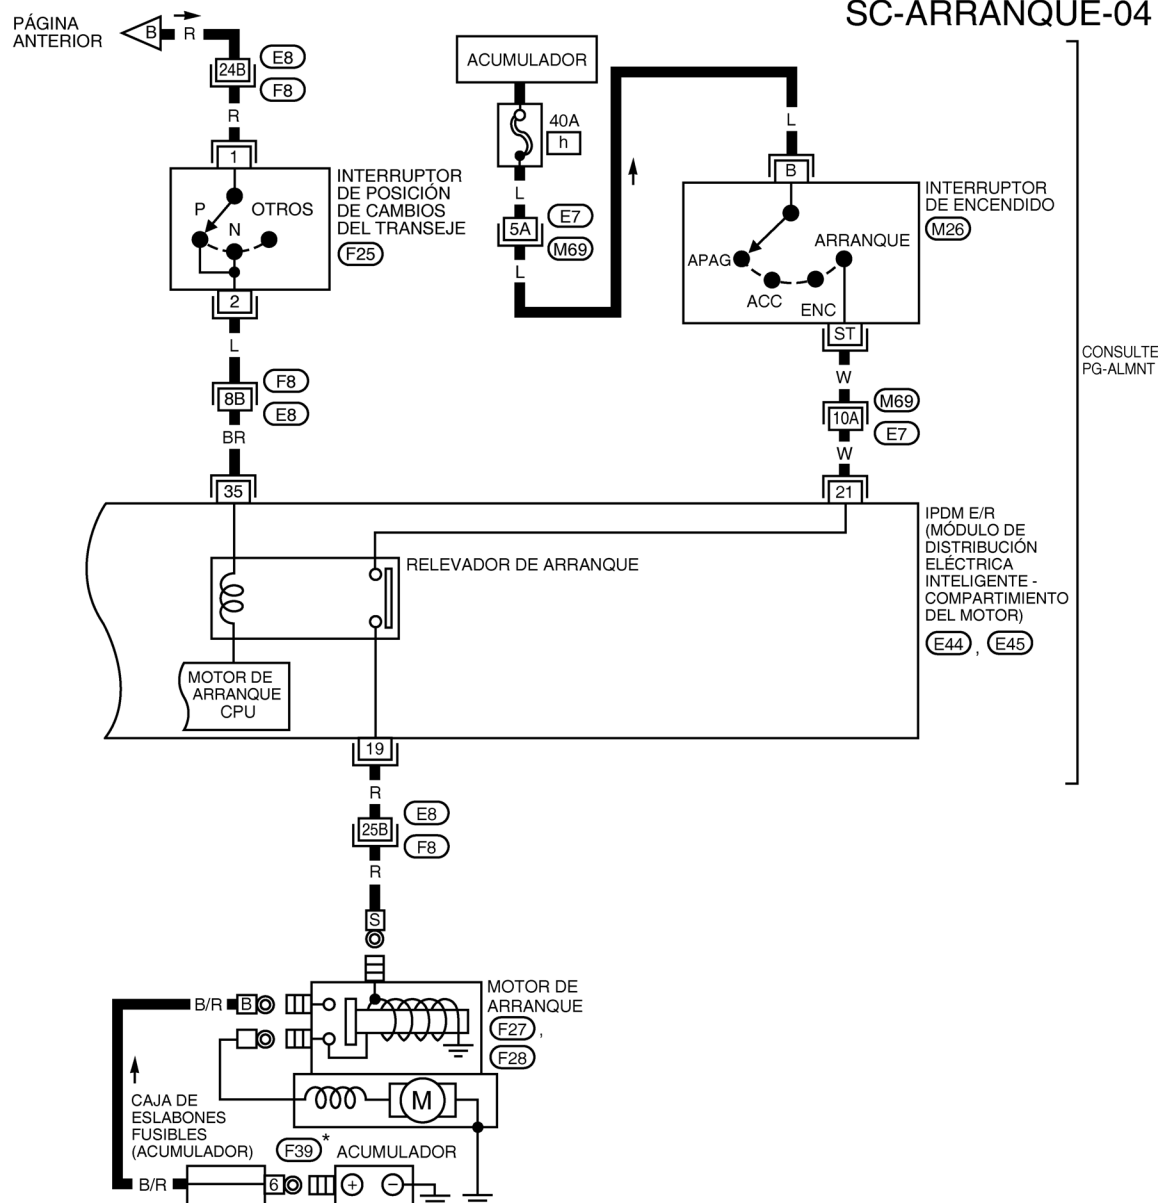 SC-ARRANQUE-04
PÁGINA
ANTERIOR
B
R
24B
E8
F8
R
1
INTERRUPTOR
DE POSICIÓN
DE CAMBIOS
DEL TRANSEJE
F25
P
OTROS
N
2
L
8B
F8
E8
BR
35
ACUMULADOR
40A
h
L
5A
E7
M69
L
L
B
INTERRUPTOR
DE ENCENDIDO
M26
ARRANQUE
APAG
ACC
ENC
ST
W
10A
M69
E7
W
21
CONSULTE
PG-ALMNT
IPDM E/R
(MÓDULO DE
DISTRIBUCIÓN
ELÉCTRICA
INTELIGENTE -
COMPARTIMIENTO
DEL MOTOR)
E44 , E45
RELEVADOR DE ARRANQUE
MOTOR DE
ARRANQUE
CPU
19
R
25B
E8
F8
R
S
MOTOR DE
ARRANQUE
F27 ,
F28
B/R
B
M
CAJA DE
ESLABONES
FUSIBLES
(ACUMULADOR)
F39 *
ACUMULADOR
B/R
6
+
−